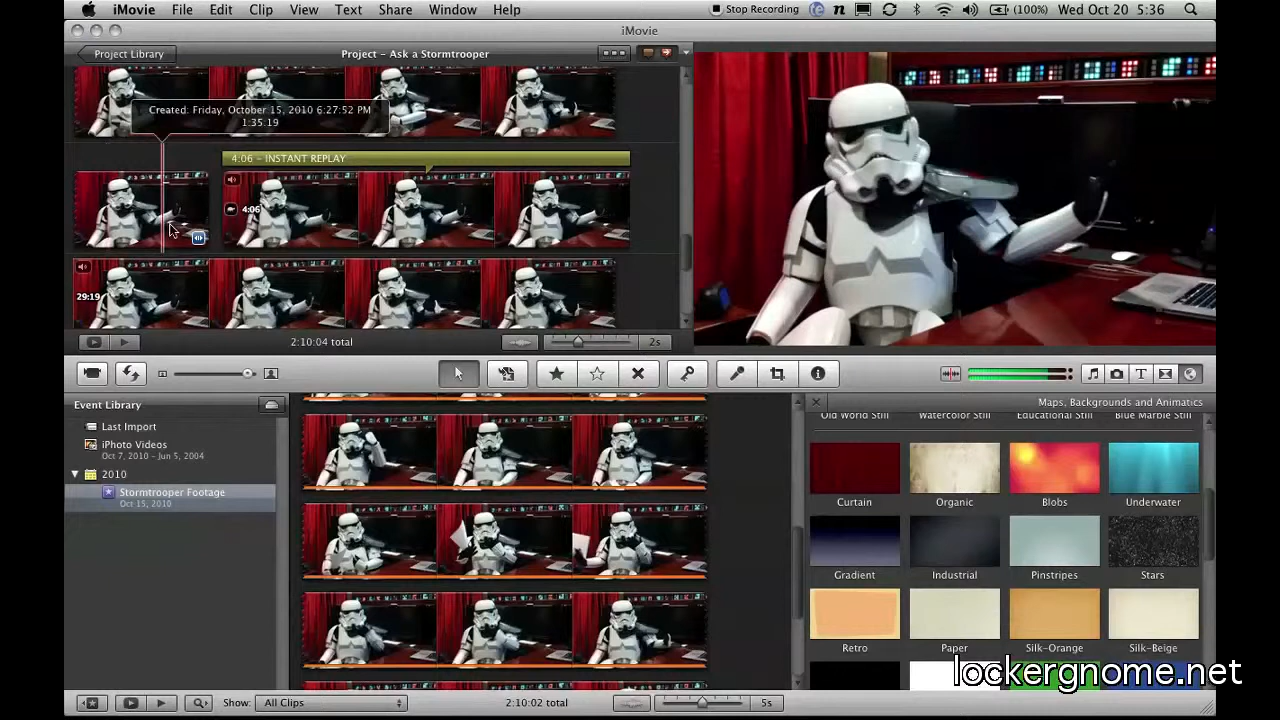 iMovie File Edit Clip View Text Share Window Help Stop Recording (100%) Wed Oct 20 5:36
iMovie
Project Library Project – Ask a Stormtrooper
Created: Friday, October 15, 2010 6:27:52 PM
1:35.19
4:06 – INSTANT REPLAY
4:06
29:19
2:10:04 total 2s
Event Library
Last Import
iPhoto Videos
Oct 7, 2010 – Jun 5, 2004
2010
Stormtrooper Footage
Oct 15, 2010
Maps, Backgrounds and Animatics
Old World Still Watercolor Still Educational Still Blue Marble Still
Curtain Organic Blobs Underwater
Gradient Industrial Pinstripes Stars
Retro Paper Silk-Orange Silk-Beige
lockergnome.net
Show: All Clips 2:10:02 total 5s